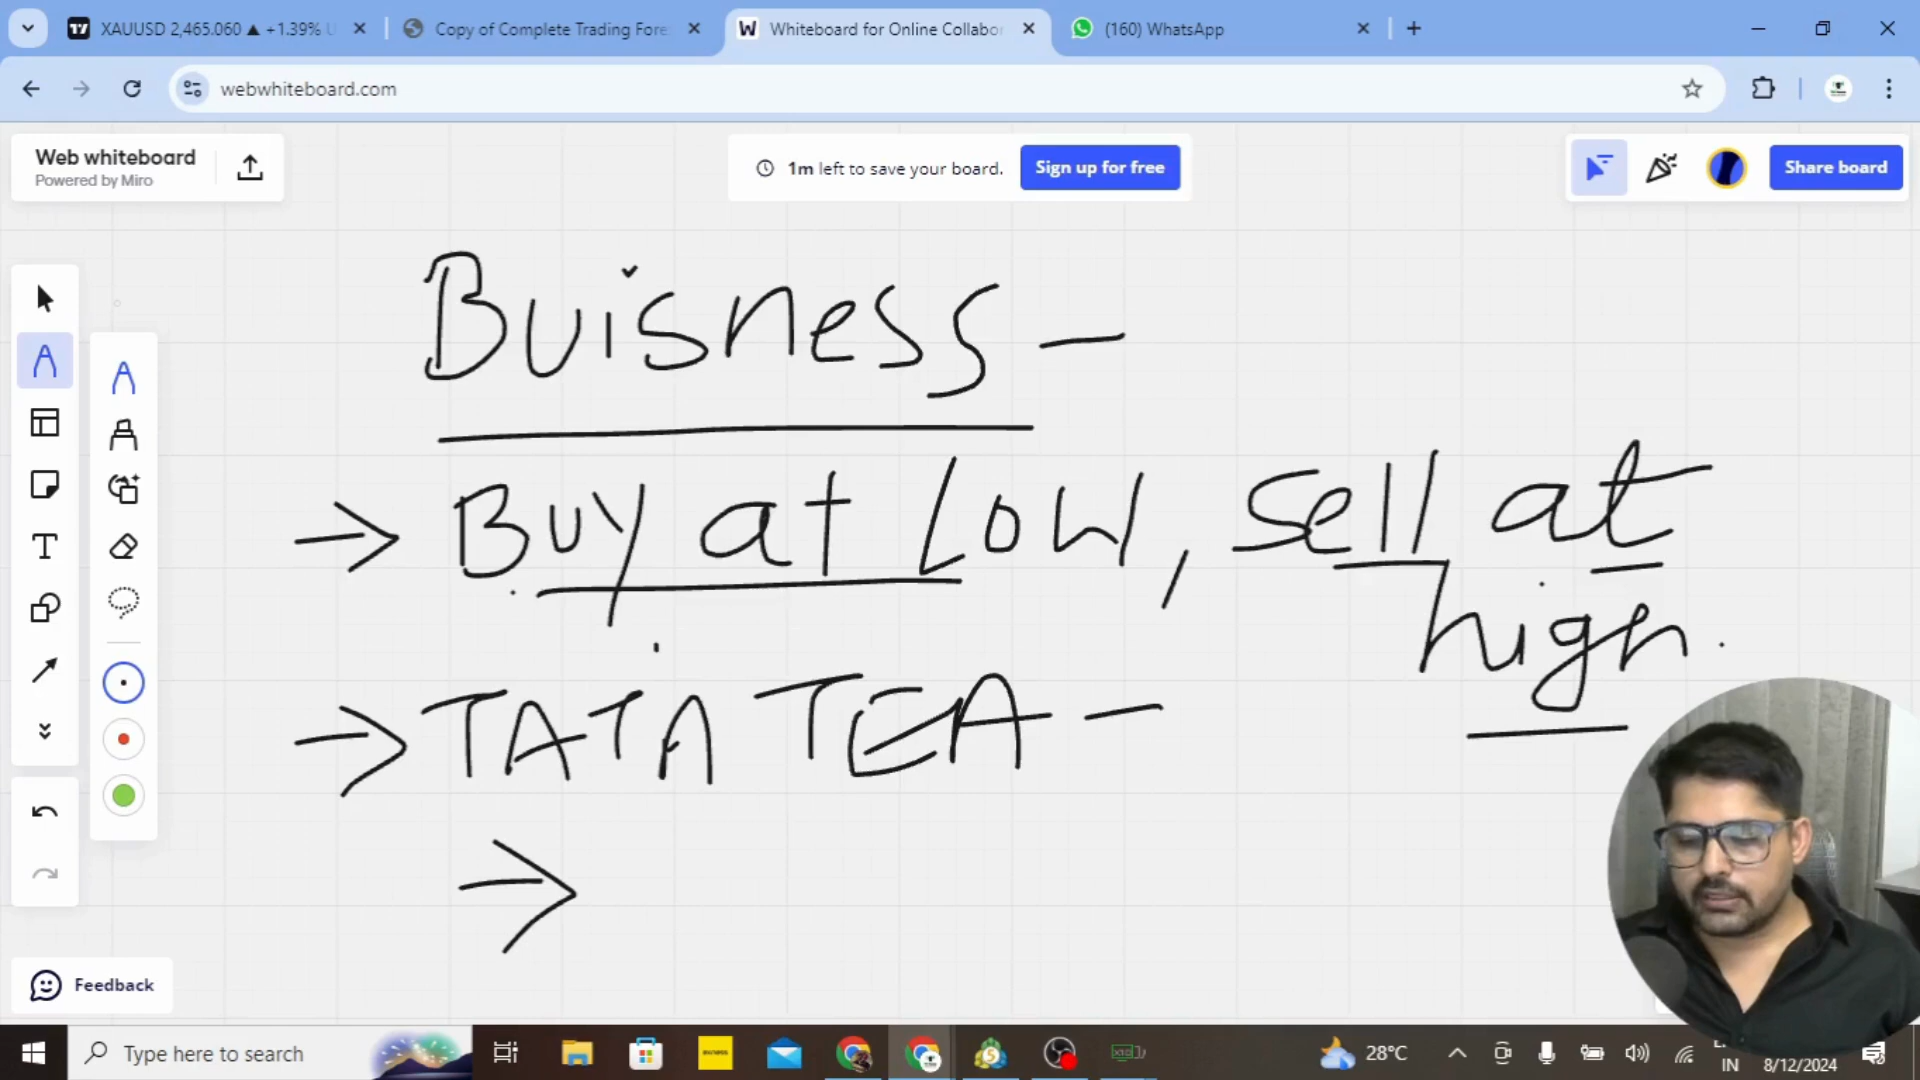 XAUUSD 2,465.060 ▲ +1.39%
Copy of Complete Trading Fore
Whiteboard for Online Collabor
(160) WhatsApp
webwhiteboard.com
Web whiteboard
Powered by Miro
1m left to save your board.
Sign up for free
Share board
Buisness -
→ Buy at Low, sell at
high.
→ TATA TEA -
→
Feedback
Type here to search
28°C
IN
8/12/2024